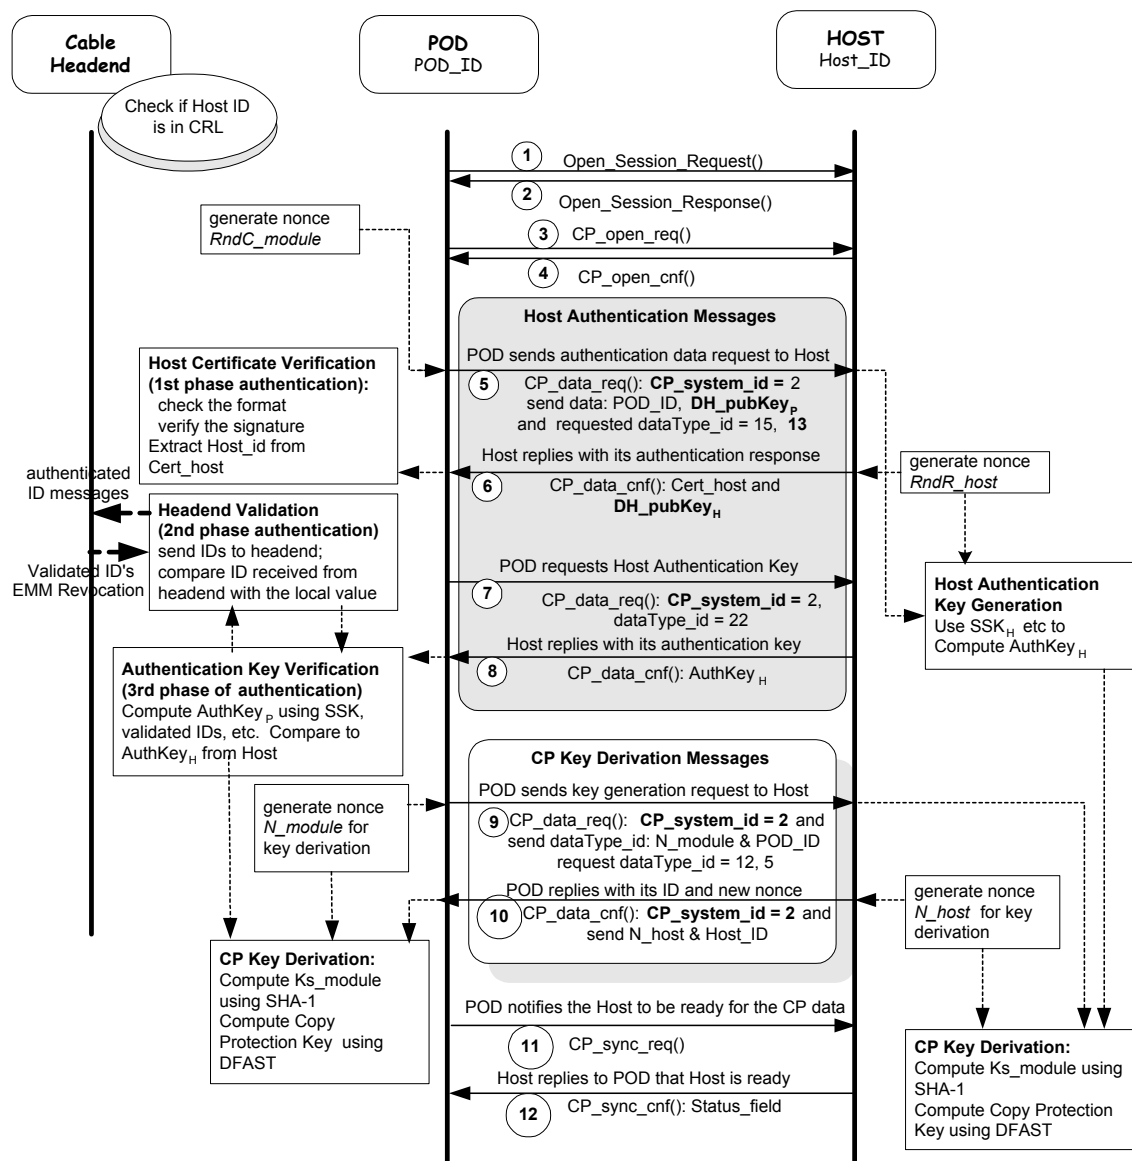 Cable
Headend
POD
POD_ID
HOST
Host_ID
Check if Host ID
is in CRL
1
Open_Session_Request()
2
Open_Session_Response()
generate nonce
RndC_module
3
CP_open_req()
4
CP_open_cnf()
Host Authentication Messages
POD sends authentication data request to Host
5
CP_data_req(): CP_system_id = 2
send data: POD_ID, DH_pubKeyP
and requested dataType_id = 15, 13
Host Certificate Verification
(1st phase authentication):
check the format
verify the signature
Extract Host_id from
Cert_host
Host replies with its authentication response
6
CP_data_cnf(): Cert_host and
DH_pubKeyH
generate nonce
RndR_host
authenticated
ID messages
Headend Validation
(2nd phase authentication)
send IDs to headend;
compare ID received from
headend with the local value
Validated ID's
EMM Revocation
POD requests Host Authentication Key
7
CP_data_req(): CP_system_id = 2,
dataType_id = 22
Host Authentication
Key Generation
Use SSKH etc to
Compute AuthKeyH
Host replies with its authentication key
8
CP_data_cnf(): AuthKeyH
Authentication Key Verification
(3rd phase of authentication)
Compute AuthKeyP using SSK,
validated IDs, etc. Compare to
AuthKeyH from Host
CP Key Derivation Messages
POD sends key generation request to Host
generate nonce
N_module for
key derivation
9
CP_data_req(): CP_system_id = 2 and
send dataType_id: N_module & POD_ID
request dataType_id = 12, 5
POD replies with its ID and new nonce
10
CP_data_cnf(): CP_system_id = 2 and
send N_host & Host_ID
generate nonce
N_host for key
derivation
CP Key Derivation:
Compute Ks_module
using SHA-1
Compute Copy
Protection Key using
DFAST
POD notifies the Host to be ready for the CP data
11
CP_sync_req()
Host replies to POD that Host is ready
12
CP_sync_cnf(): Status_field
CP Key Derivation:
Compute Ks_module using
SHA-1
Compute Copy Protection
Key using DFAST